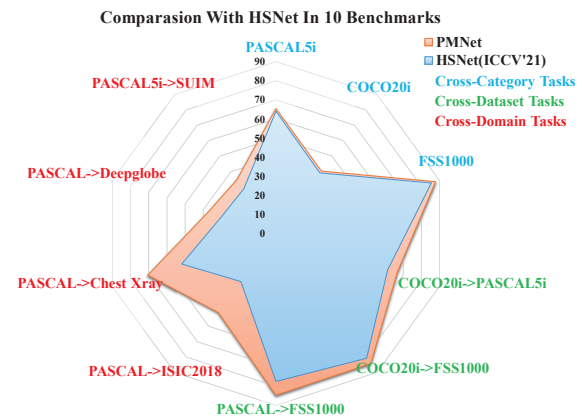 Comparasion With HSNet In 10 Benchmarks
PASCAL5i
PMNet
HSNet(ICCV'21)
Cross-Category Tasks
Cross-Dataset Tasks
Cross-Domain Tasks
COCO20i
FSS1000
COCO20i->PASCAL5i
COCO20i->FSS1000
PASCAL->FSS1000
PASCAL->ISIC2018
PASCAL->Chest Xray
PASCAL->Deepglobe
PASCAL5i->SUIM
90
80
70
60
50
40
30
20
10
0